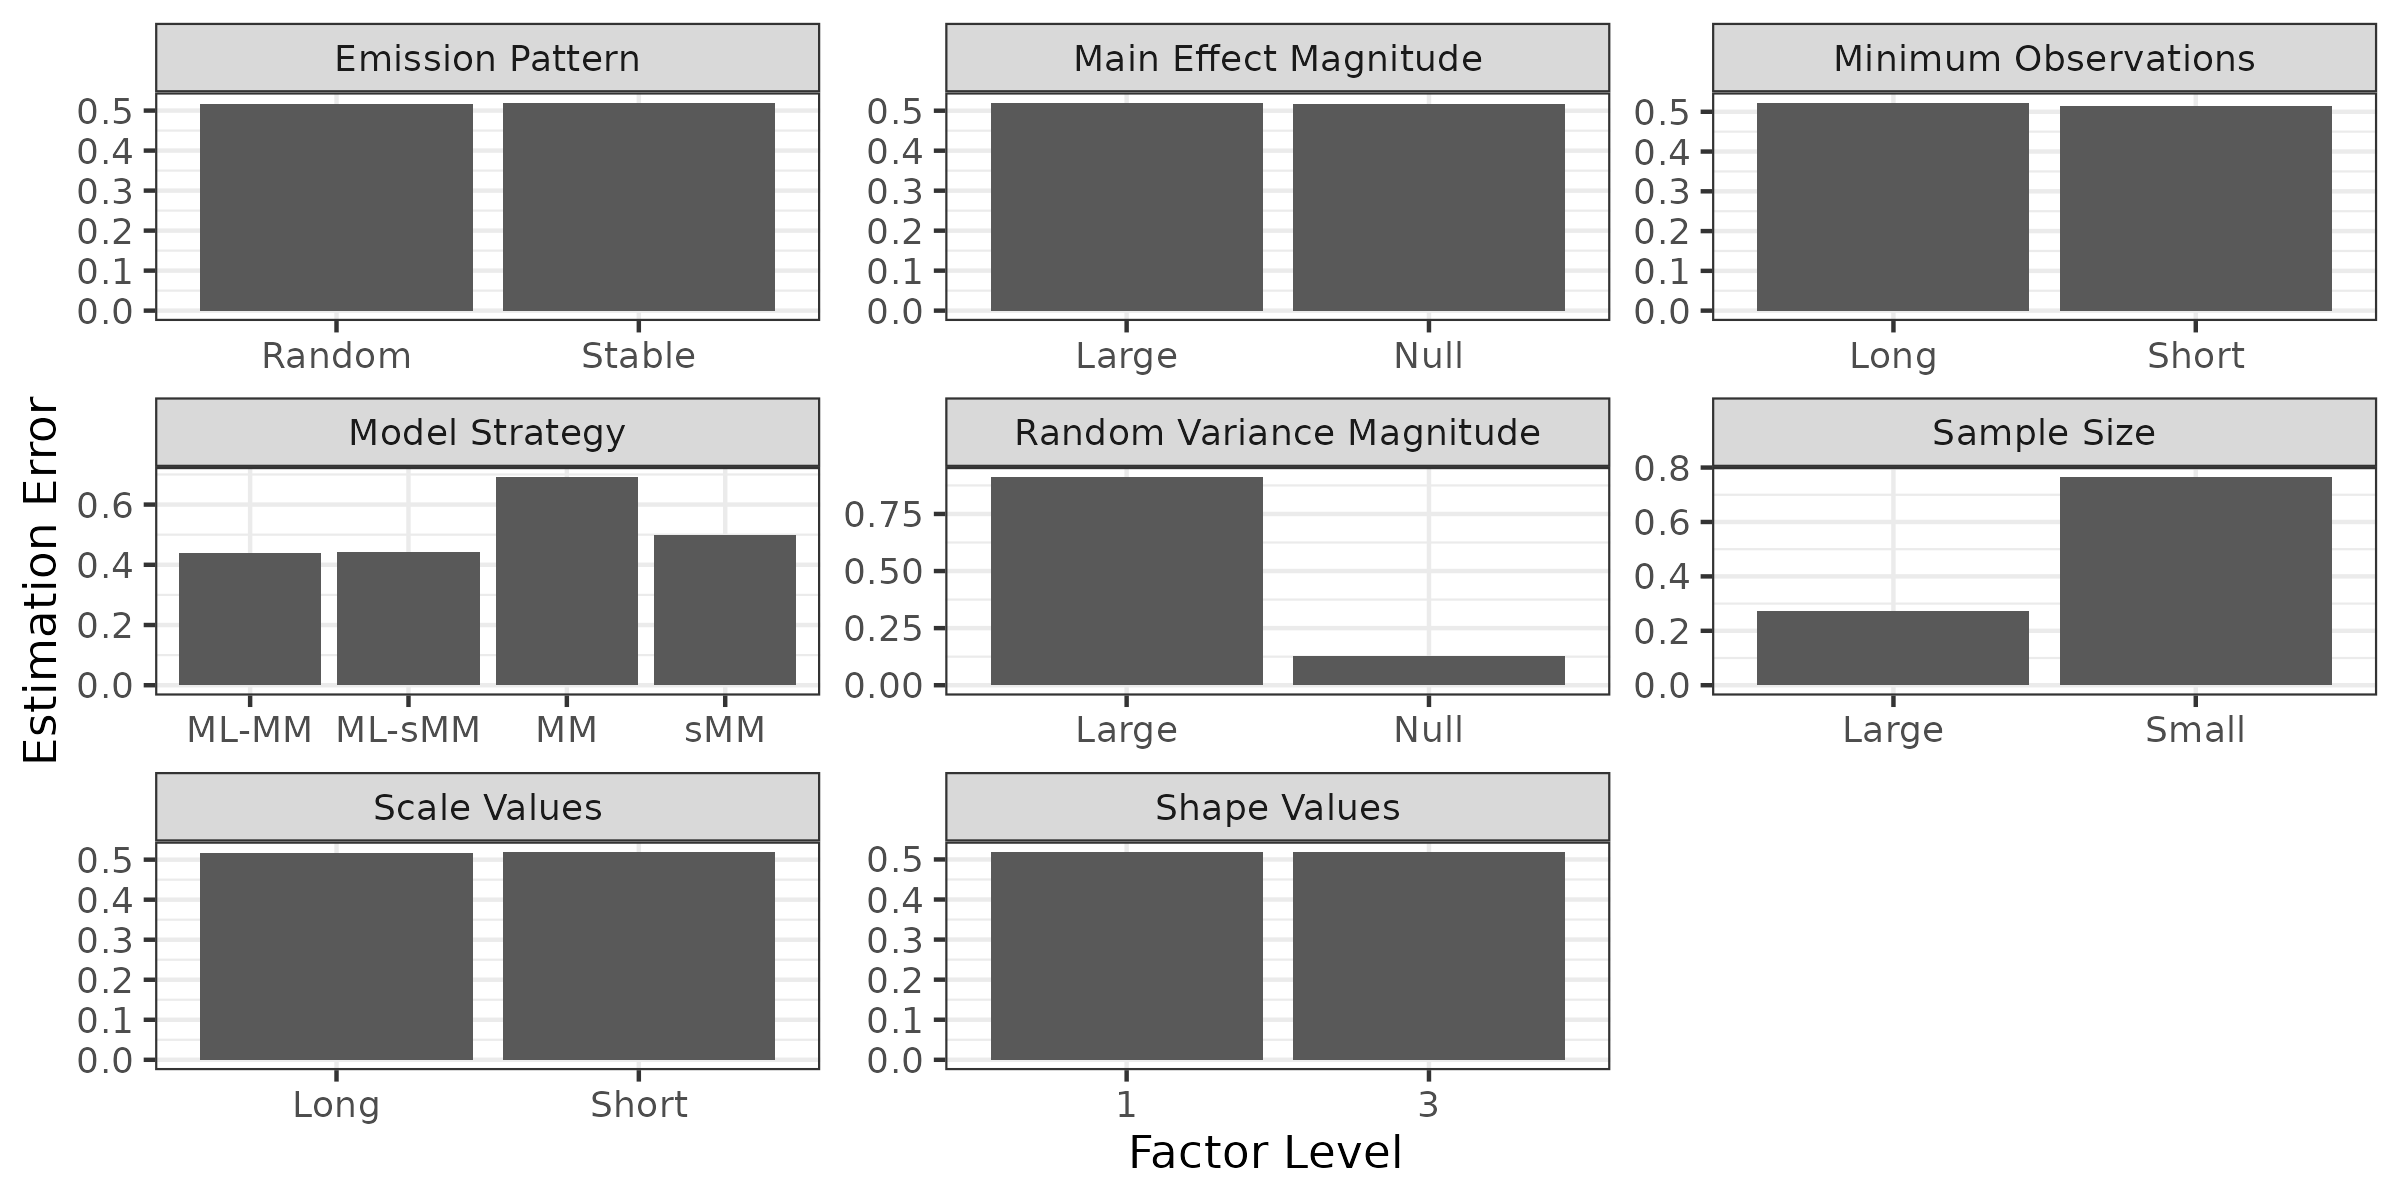 Emission Pattern
Main Effect Magnitude
Minimum Observations
0.5
0.4
0.3
0.2
0.1
0.0
0.5
0.4
0.3
0.2
0.1
0.0
0.5
0.4
0.3
0.2
0.1
0.0
Random Stable
Large Null
Long Short
Estimation Error
Model Strategy
Random Variance Magnitude
Sample Size
0.6
0.4
0.2
0.0
0.75
0.50
0.25
0.00
0.8
0.6
0.4
0.2
0.0
ML-MM ML-sMM MM sMM
Large Null
Large Small
Scale Values
Shape Values
0.5
0.4
0.3
0.2
0.1
0.0
0.5
0.4
0.3
0.2
0.1
0.0
Long Short
1 3
Factor Level